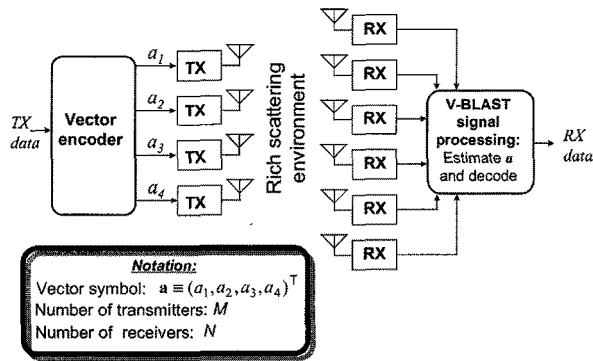 TX data
Vector encoder
a1
TX
a2
TX
a3
TX
a4
TX
Rich scattering environment
RX
RX
RX
RX
RX
RX
V-BLAST
signal
processing:
Estimate a
and decode
RX data
Notation:
Vector symbol: a ≡ (a1,a2,a3,a4)T
Number of transmitters: M
Number of receivers: N